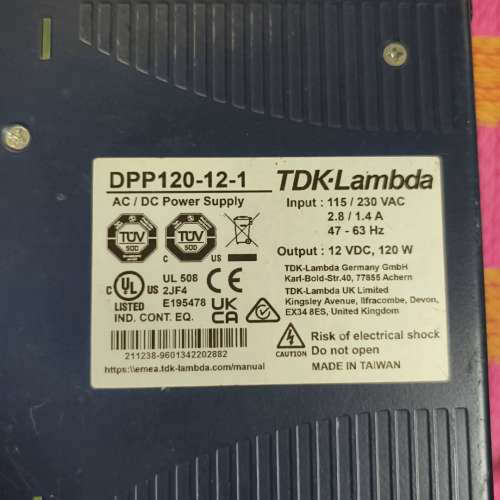 DPP120-12-1
AC / DC Power Supply
TDK·Lambda
Input : 115 / 230 VAC
2.8 / 1.4 A
47 - 63 Hz
Output : 12 VDC, 120 W
TÜV
SÜD
C US
TÜV
SÜD
TDK-Lambda Germany GmbH
Karl-Bold-Str.40, 77855 Achern
TDK-Lambda UK Limited
Kingsley Avenue, Ilfracombe, Devon,
EX34 8ES, United Kingdom
C UL US
LISTED
IND. CONT. EQ.
UL 508
2JF4
E195478
CE
UK
CA
211238-9601342202882
https://emea.tdk-lambda.com/manual
CAUTION
Risk of electrical shock
Do not open
MADE IN TAIWAN